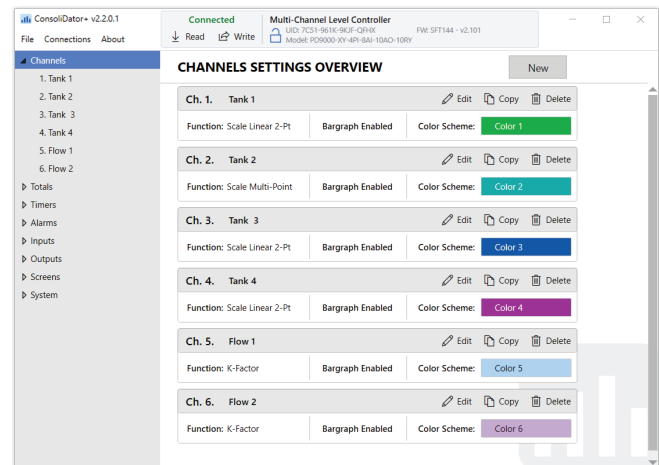 ConsoliDator+ v2.2.0.1
File Connections About
Connected
Read Write
Multi-Channel Level Controller
UID: 7C51-961K-9KJF-QFHX FW: SFT144 - v2.101
Model: PD9000-XY-4PI-8AI-10AO-10RY
Channels
1. Tank 1
2. Tank 2
3. Tank 3
4. Tank 4
5. Flow 1
6. Flow 2
Totals
Timers
Alarms
Inputs
Outputs
Screens
System
CHANNELS SETTINGS OVERVIEW New
Ch. 1. Tank 1 Edit Copy Delete
Function: Scale Linear 2-Pt Bargraph Enabled Color Scheme: Color 1
Ch. 2. Tank 2 Edit Copy Delete
Function: Scale Multi-Point Bargraph Enabled Color Scheme: Color 2
Ch. 3. Tank 3 Edit Copy Delete
Function: Scale Linear 2-Pt Bargraph Enabled Color Scheme: Color 3
Ch. 4. Tank 4 Edit Copy Delete
Function: Scale Linear 2-Pt Bargraph Enabled Color Scheme: Color 4
Ch. 5. Flow 1 Edit Copy Delete
Function: K-Factor Bargraph Enabled Color Scheme: Color 5
Ch. 6. Flow 2 Edit Copy Delete
Function: K-Factor Bargraph Enabled Color Scheme: Color 6